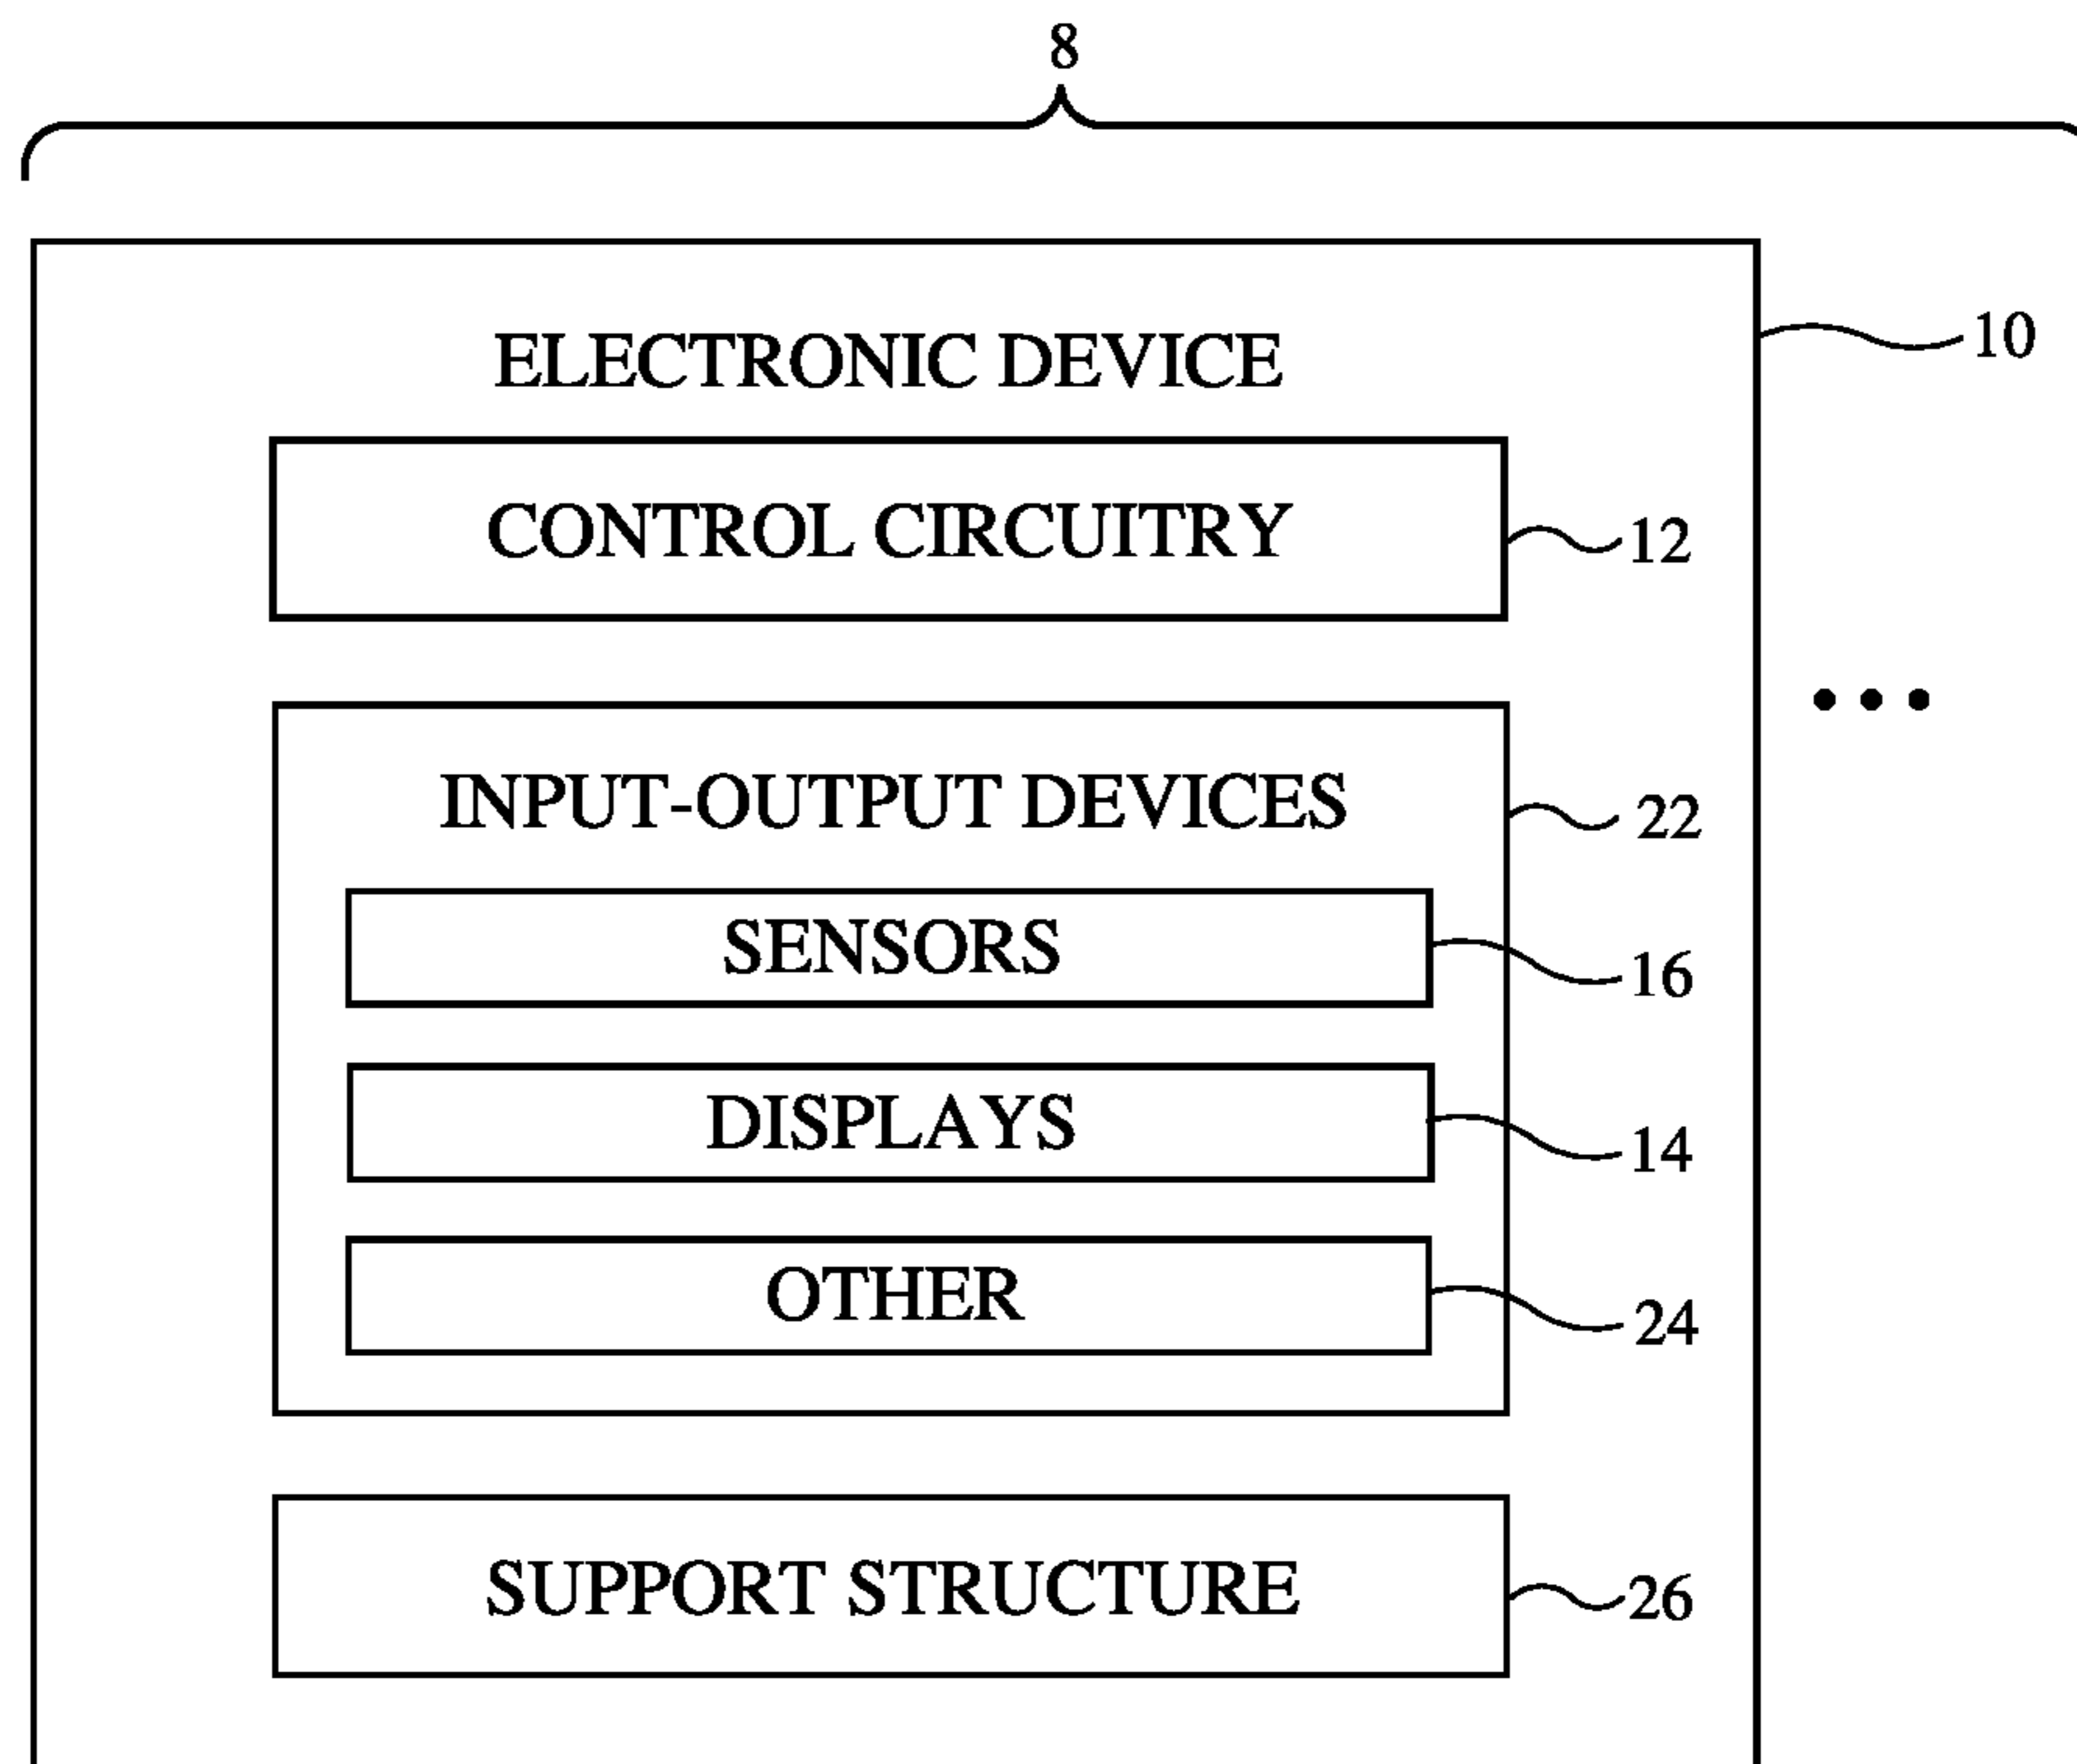 8
ELECTRONIC DEVICE
10
CONTROL CIRCUITRY
12
INPUT-OUTPUT DEVICES
22
SENSORS
16
DISPLAYS
14
OTHER
24
SUPPORT STRUCTURE
26